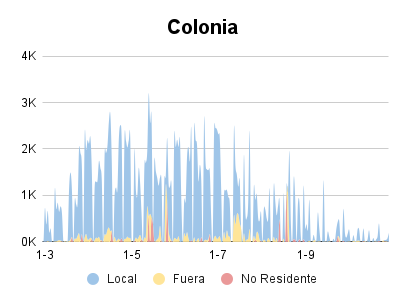 Colonia
4K
3K
2K
1K
0K
1-3 1-5 1-7 1-9
Local Fuera No Residente